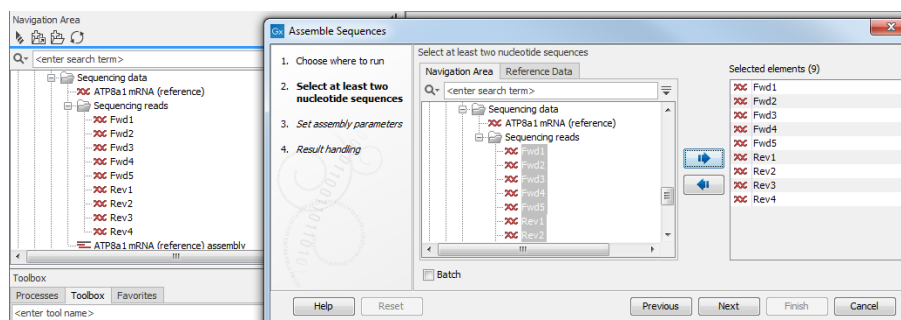 Navigation Area
<enter search term>
Sequencing data
ATP8a1 mRNA (reference)
Sequencing reads
Fwd1
Fwd2
Fwd3
Fwd4
Fwd5
Rev1
Rev2
Rev3
Rev4
ATP8a1 mRNA (reference) assembly
Toolbox
Processes Toolbox Favorites
<enter tool name>
Gx Assemble Sequences
1. Choose where to run
2. Select at least two
nucleotide sequences
3. Set assembly parameters
4. Result handling
Select at least two nucleotide sequences
Navigation Area Reference Data
<enter search term>
Sequencing data
ATP8a1 mRNA (reference)
Sequencing reads
Fwd1
Fwd2
Fwd3
Fwd4
Fwd5
Rev1
Rev2
Batch
Selected elements (9)
Fwd1
Fwd2
Fwd3
Fwd4
Fwd5
Rev1
Rev2
Rev3
Rev4
Help Reset Previous Next Finish Cancel